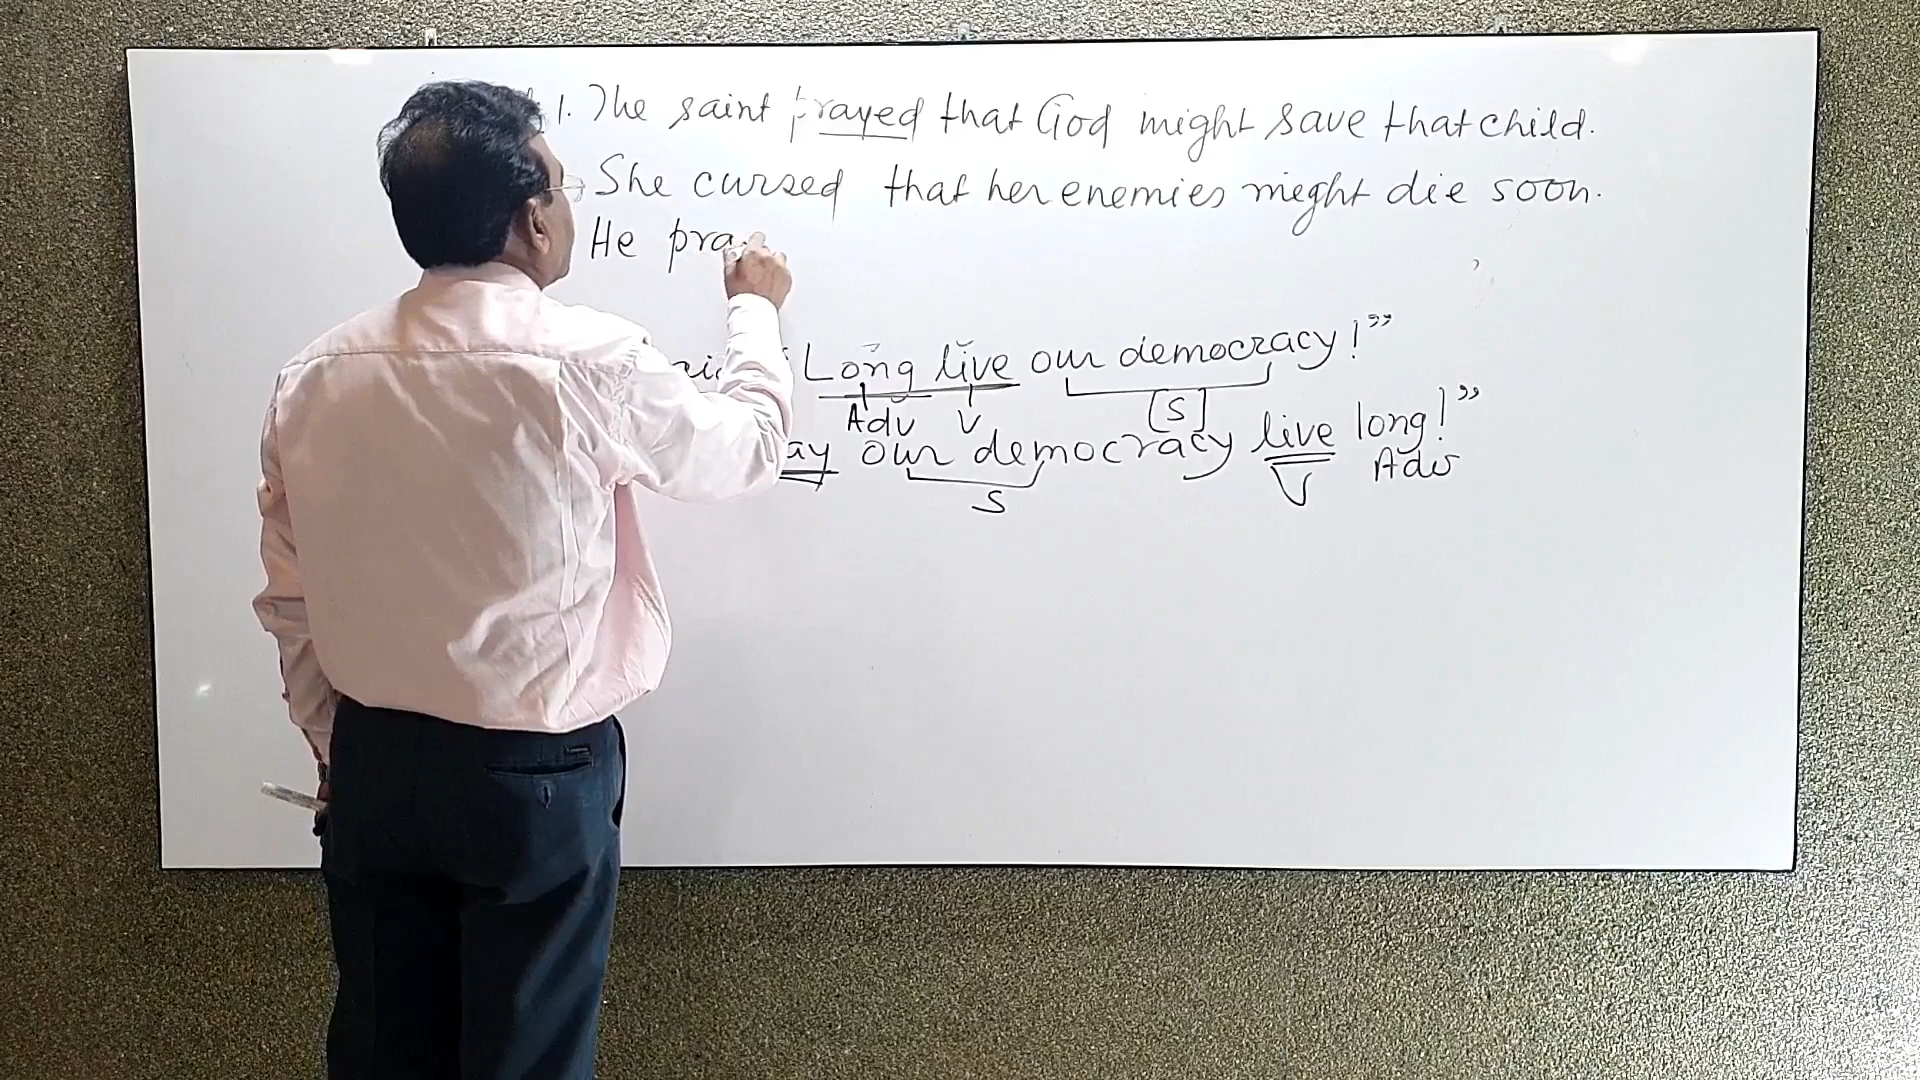 1. The saint prayed that God might save that child.
She cursed that her enemies might die soon.
He pra
Long live our democracy!”
Adv V [S]
our democracy live long!”
S V Adv